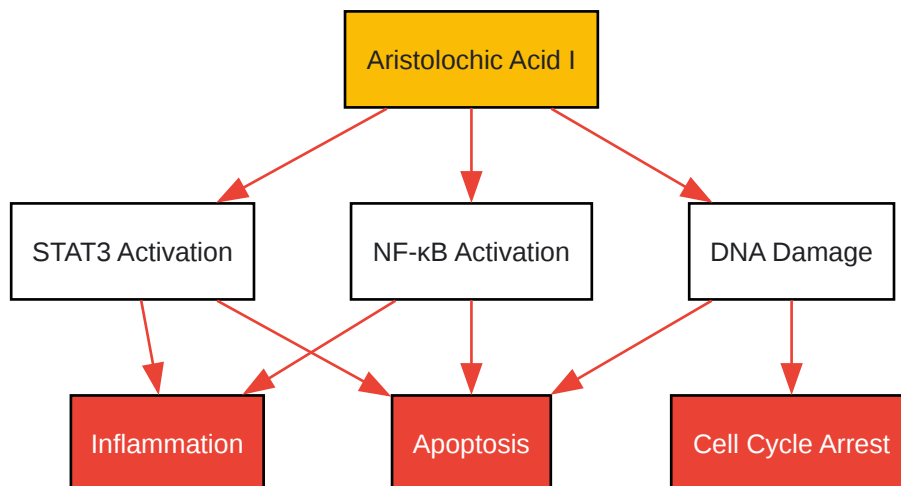 Aristolochic Acid I
STAT3 Activation
NF-κB Activation
DNA Damage
Inflammation
Apoptosis
Cell Cycle Arrest